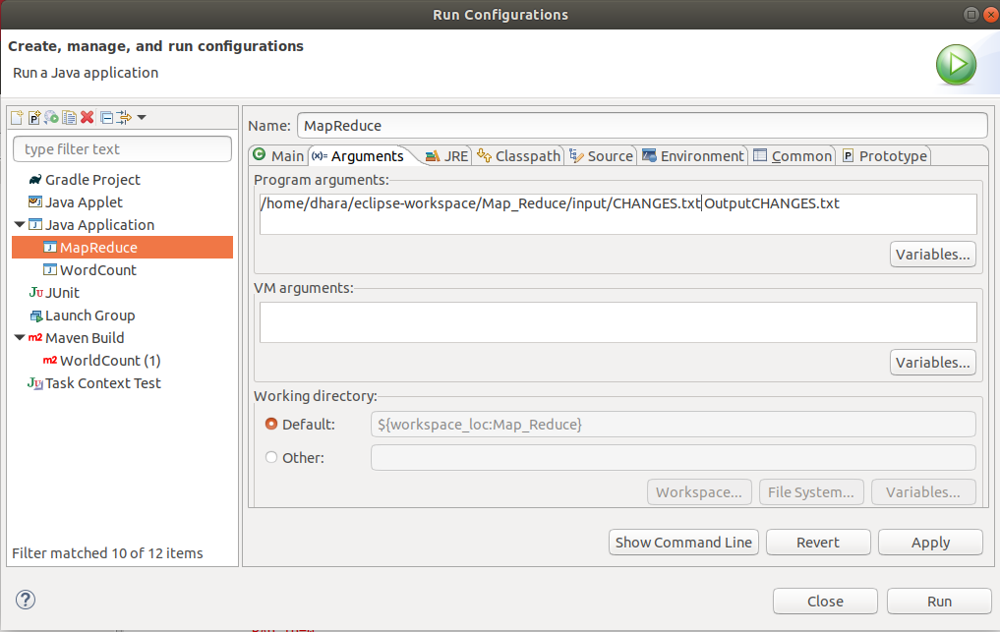 Run Configurations
Create, manage, and run configurations
Run a Java application
type filter text
Gradle Project
Java Applet
Java Application
MapReduce
WordCount
JUnit
Launch Group
Maven Build
WorldCount (1)
Task Context Test
Filter matched 10 of 12 items
Name: MapReduce
Main (x)= Arguments JRE Classpath Source Environment Common Prototype
Program arguments:
/home/dhara/eclipse-workspace/Map_Reduce/input/CHANGES.txt OutputCHANGES.txt
Variables...
VM arguments:
Variables...
Working directory:
Default: ${workspace_loc:Map_Reduce}
Other:
Workspace... File System... Variables...
Show Command Line Revert Apply
Close Run